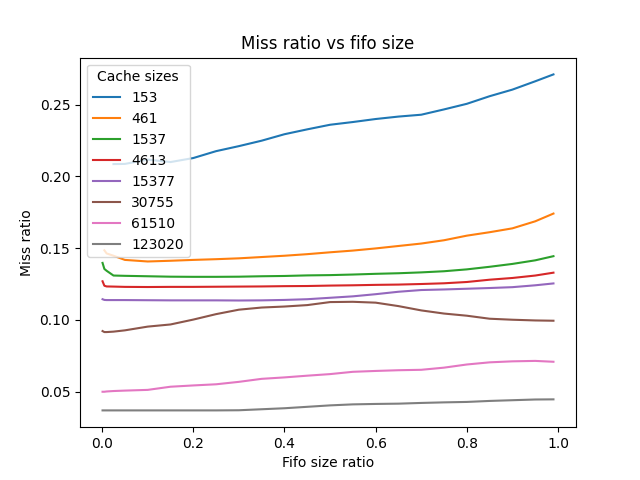 Miss ratio vs fifo size
Cache sizes
153
461
1537
4613
15377
30755
61510
123020
Miss ratio
0.25
0.20
0.15
0.10
0.05
0.0 0.2 0.4 0.6 0.8 1.0
Fifo size ratio